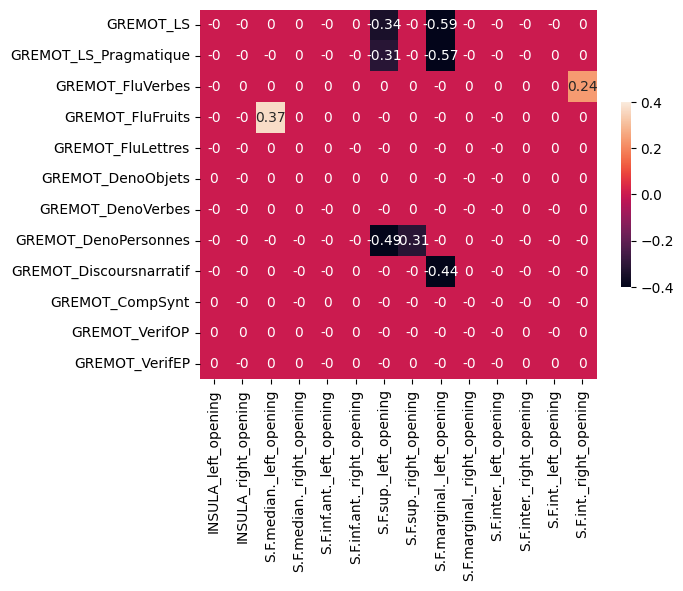 GREMOT_LS -0 -0 0 0 -0 0 -0.34 -0 -0.59 -0 -0 -0 -0 0
GREMOT_LS_Pragmatique -0 -0 0 0 -0 0 -0.31 -0 -0.57 -0 -0 -0 -0 0
GREMOT_FluVerbes -0 0 0 0 0 0 0 0 0 0 0 0 0 0.24
GREMOT_FluFruits -0 -0 0.37 0 0 0 -0 0 -0 0 0 0 0 0
GREMOT_FluLettres -0 -0 0 0 -0 -0 0 0 -0 0 0 0 -0 0
GREMOT_DenoObjets 0 0 0 -0 -0 0 -0 -0 -0 0 -0 0 -0 0
GREMOT_DenoVerbes -0 -0 0 -0 -0 0 -0 0 -0 0 -0 0 -0 0
GREMOT_DenoPersonnes -0 -0 -0 -0 -0 -0 -0.49 -0.31 -0 0 -0 -0 -0 0
GREMOT_Discoursnarratif -0 -0 0 -0 -0 0 -0 -0 -0.44 0 -0 -0 -0 0
GREMOT_CompSynt 0 -0 0 -0 0 0 -0 -0 -0 0 -0 0 -0 0
GREMOT_VerifOP 0 0 0 0 -0 0 -0 0 -0 0 -0 0 -0 0
GREMOT_VerifEP 0 -0 0 -0 -0 0 -0 -0 -0 0 -0 0 -0 0
INSULA_left_opening
INSULA_right_opening
S.F.median._left_opening
S.F.median._right_opening
S.F.inf.ant._left_opening
S.F.inf.ant._right_opening
S.F.sup._left_opening
S.F.sup._right_opening
S.F.marginal._left_opening
S.F.marginal._right_opening
S.F.inter._left_opening
S.F.inter._right_opening
S.F.int._left_opening
S.F.int._right_opening
0.4
0.2
0.0
−0.2
−0.4